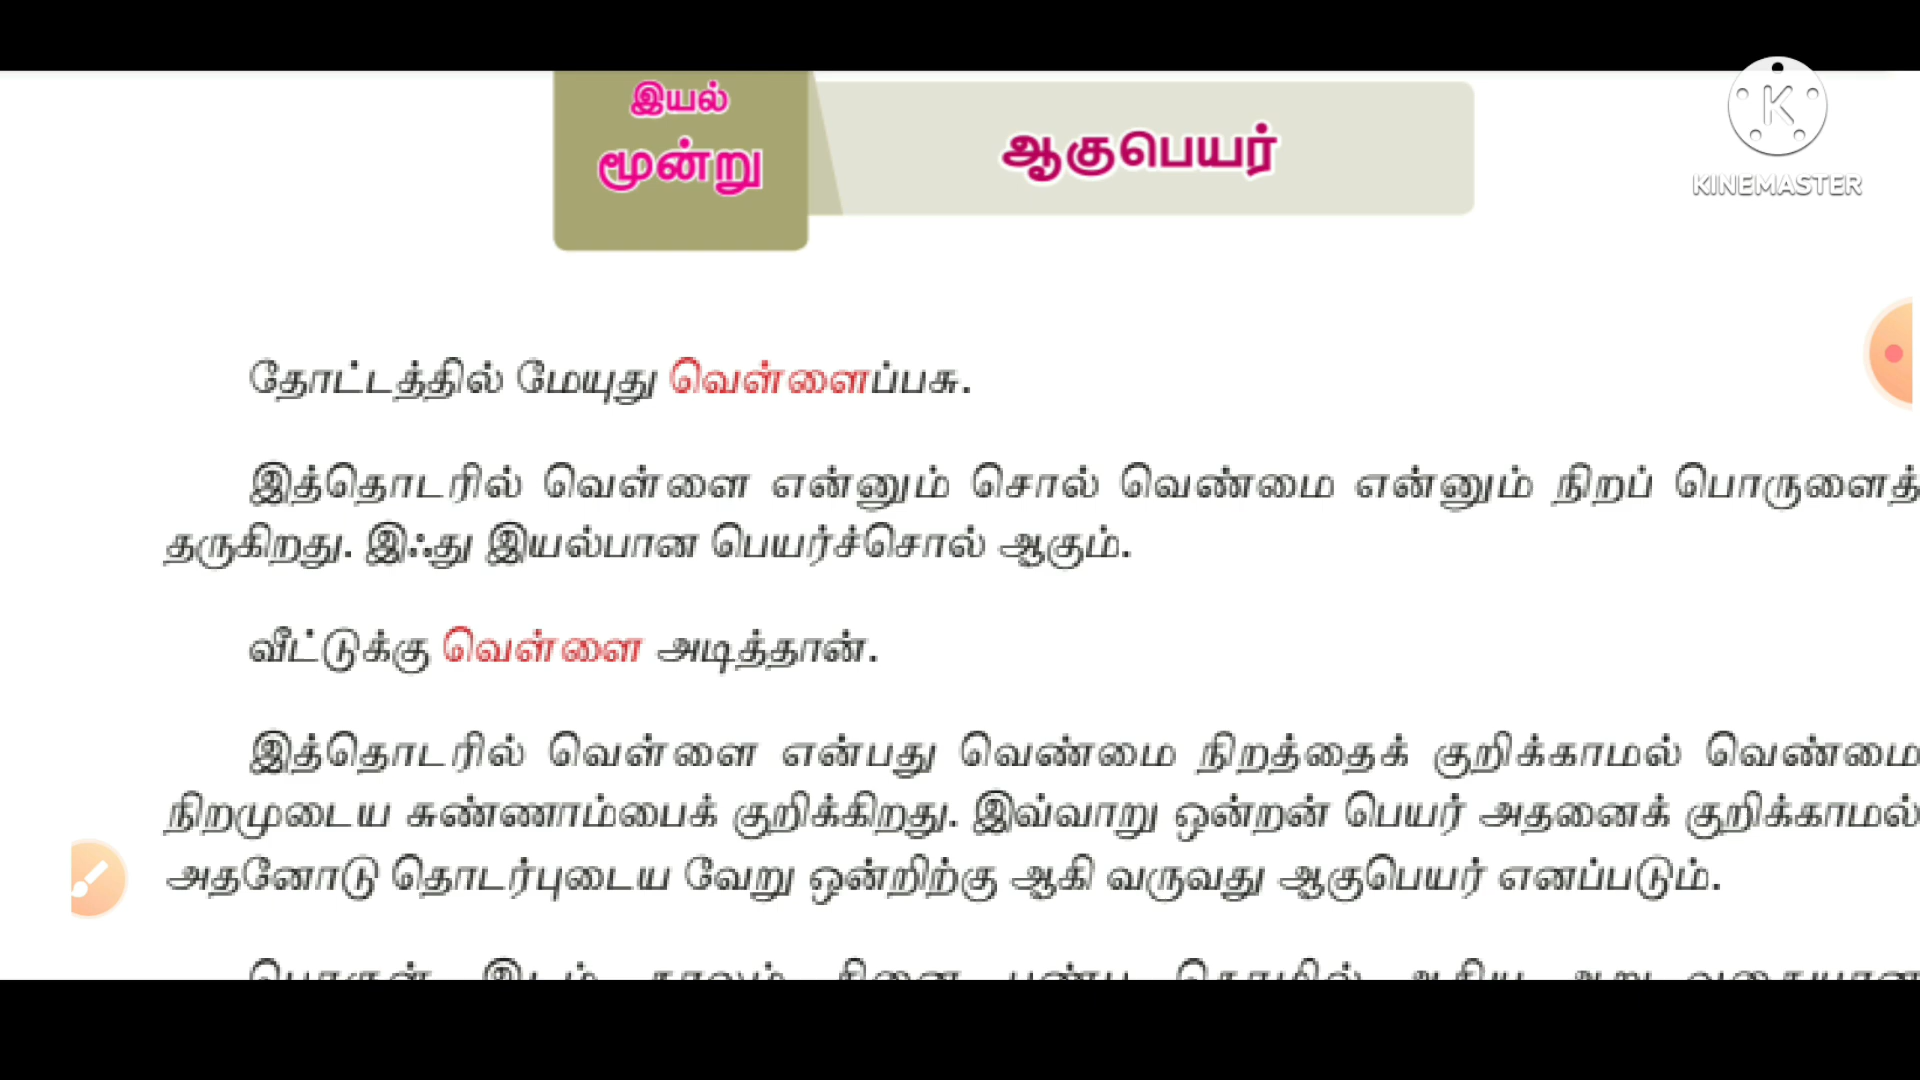 இயல்
மூன்று
ஆகுபெயர்
KINEMASTER
தோட்டத்தில் மேயுது வெள்ளைப்பசு.
இத்தொடரில் வெள்ளை என்னும் சொல் வெண்மை என்னும் நிறப் பொருளைத்
தருகிறது. இஃது இயல்பான பெயர்ச்சொல் ஆகும்.
வீட்டுக்கு வெள்ளை அடித்தான்.
இத்தொடரில் வெள்ளை என்பது வெண்மை நிறத்தைக் குறிக்காமல் வெண்மை
நிறமுடைய சுண்ணாம்பைக் குறிக்கிறது. இவ்வாறு ஒன்றன் பெயர் அதனைக் குறிக்காமல்
அதனோடு தொடர்புடைய வேறு ஒன்றிற்கு ஆகி வருவது ஆகுபெயர் எனப்படும்.